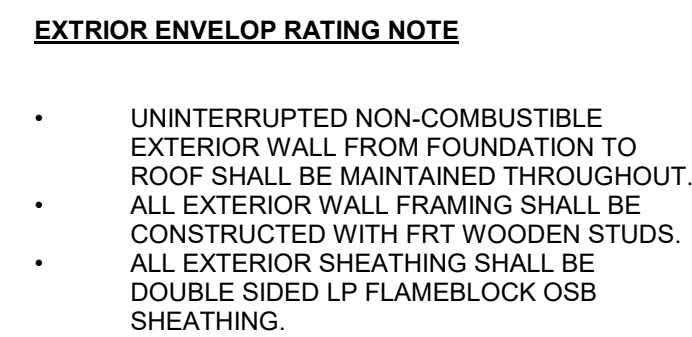 EXTRIOR ENVELOP RATING NOTE
• UNINTERRUPTED NON-COMBUSTIBLE
EXTERIOR WALL FROM FOUNDATION TO
ROOF SHALL BE MAINTAINED THROUGHOUT.
• ALL EXTERIOR WALL FRAMING SHALL BE
CONSTRUCTED WITH FRT WOODEN STUDS.
• ALL EXTERIOR SHEATHING SHALL BE
DOUBLE SIDED LP FLAMEBLOCK OSB
SHEATHING.